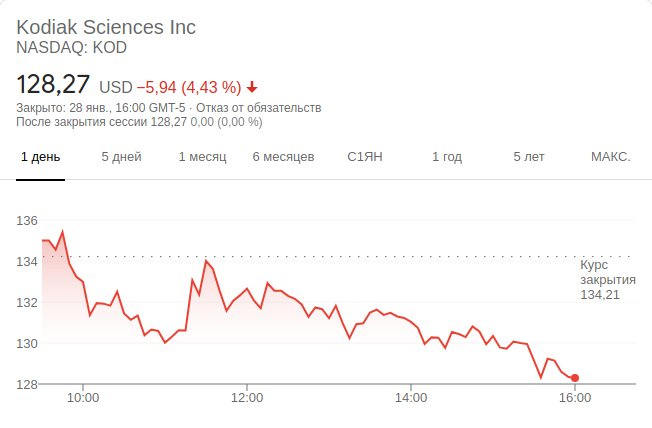 Kodiak Sciences Inc
NASDAQ: KOD
128,27 USD −5,94 (4,43 %)
Закрыто: 28 янв., 16:00 GMT-5 · Отказ от обязательств
После закрытия сессии 128,27 0,00 (0,00 %)
1 день 5 дней 1 месяц 6 месяцев С1ЯН 1 год 5 лет МАКС.
136
134
132
130
128
Курс
закрытия
134,21
10:00 12:00 14:00 16:00